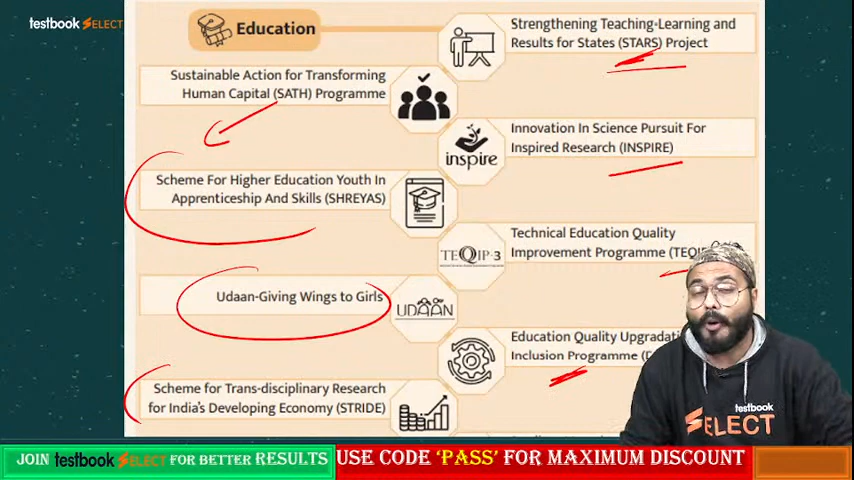 testbook SELECT
Education
Strengthening Teaching-Learning and
Results for States (STARS) Project
Sustainable Action for Transforming
Human Capital (SATH) Programme
Innovation In Science Pursuit For
Inspired Research (INSPIRE)
inspire
Scheme For Higher Education Youth In
Apprenticeship And Skills (SHREYAS)
Technical Education Quality
Improvement Programme (TEQIP
TEQIP-3
Udaan-Giving Wings to Girls
UDAAN
Education Quality Upgradati
Inclusion Programme (
Scheme for Trans-disciplinary Research
for India's Developing Economy (STRIDE)
testbook
SELECT
JOIN testbook SELECT FOR BETTER RESULTS
USE CODE 'PASS' FOR MAXIMUM DISCOUNT